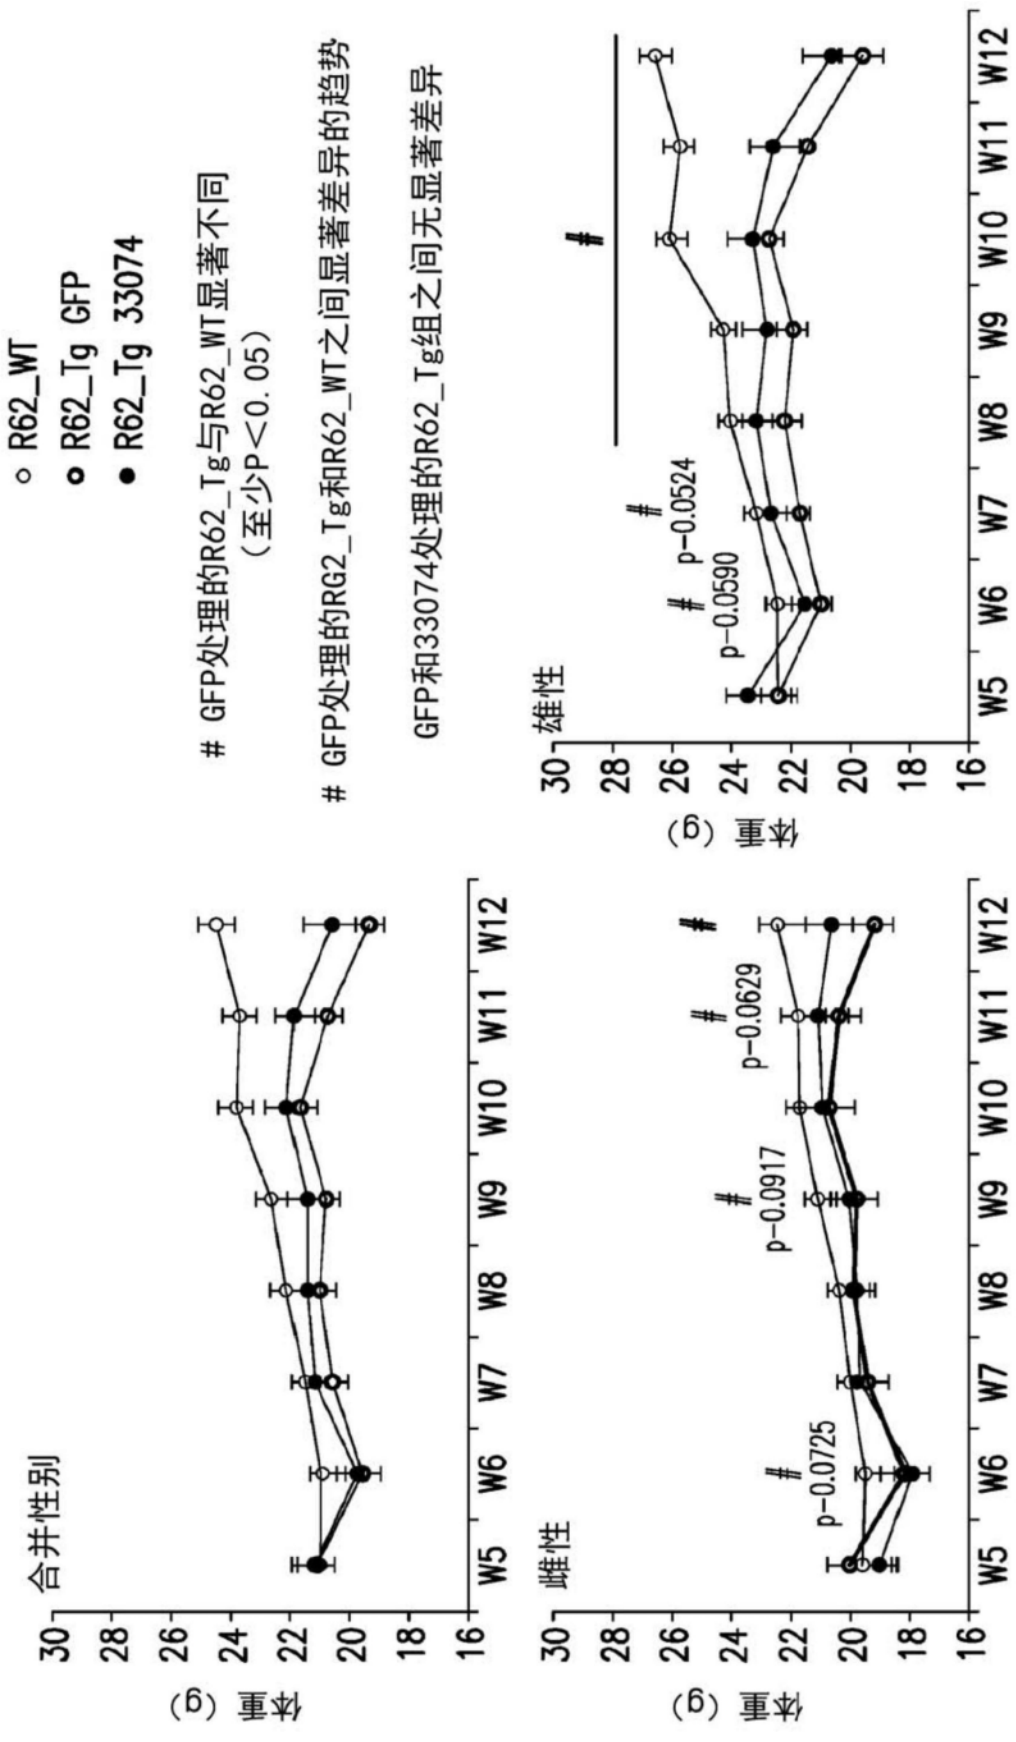 ○ R62_WT
○ R62_Tg GFP
● R62_Tg 33074
# GFP处理的R62_Tg与R62_WT显著不同
（至少P＜0.05）
# GFP处理的RG2_Tg和R62_WT之间显著差异的趋势
GFP和33074处理的R62_Tg组之间无显著差异
合并性别
体重（g）
30
28
26
24
22
20
18
16
W5 W6 W7 W8 W9 W10 W11 W12
雌性
体重（g）
30
28
26
24
22
20
18
16
#
p-0.0725
#
p-0.0917
#
p-0.0629
#
W5 W6 W7 W8 W9 W10 W11 W12
雄性
体重（g）
30
28
26
24
22
20
18
16
#
p-0.0590
#
p-0.0524
#
W5 W6 W7 W8 W9 W10 W11 W12